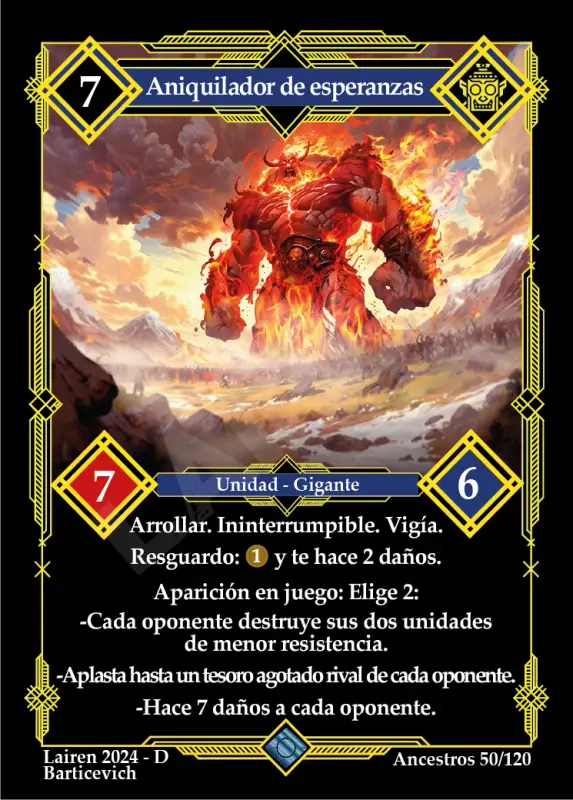 7
Aniquilador de esperanzas
7
Unidad - Gigante
6
Arrollar. Ininterrumpible. Vigía.
Resguardo: 1 y te hace 2 daños.
Aparición en juego: Elige 2:
-Cada oponente destruye sus dos unidades
de menor resistencia.
-Aplasta hasta un tesoro agotado rival de cada oponente.
-Hace 7 daños a cada oponente.
Lairen 2024 - D
Barticevich
Ancestros 50/120